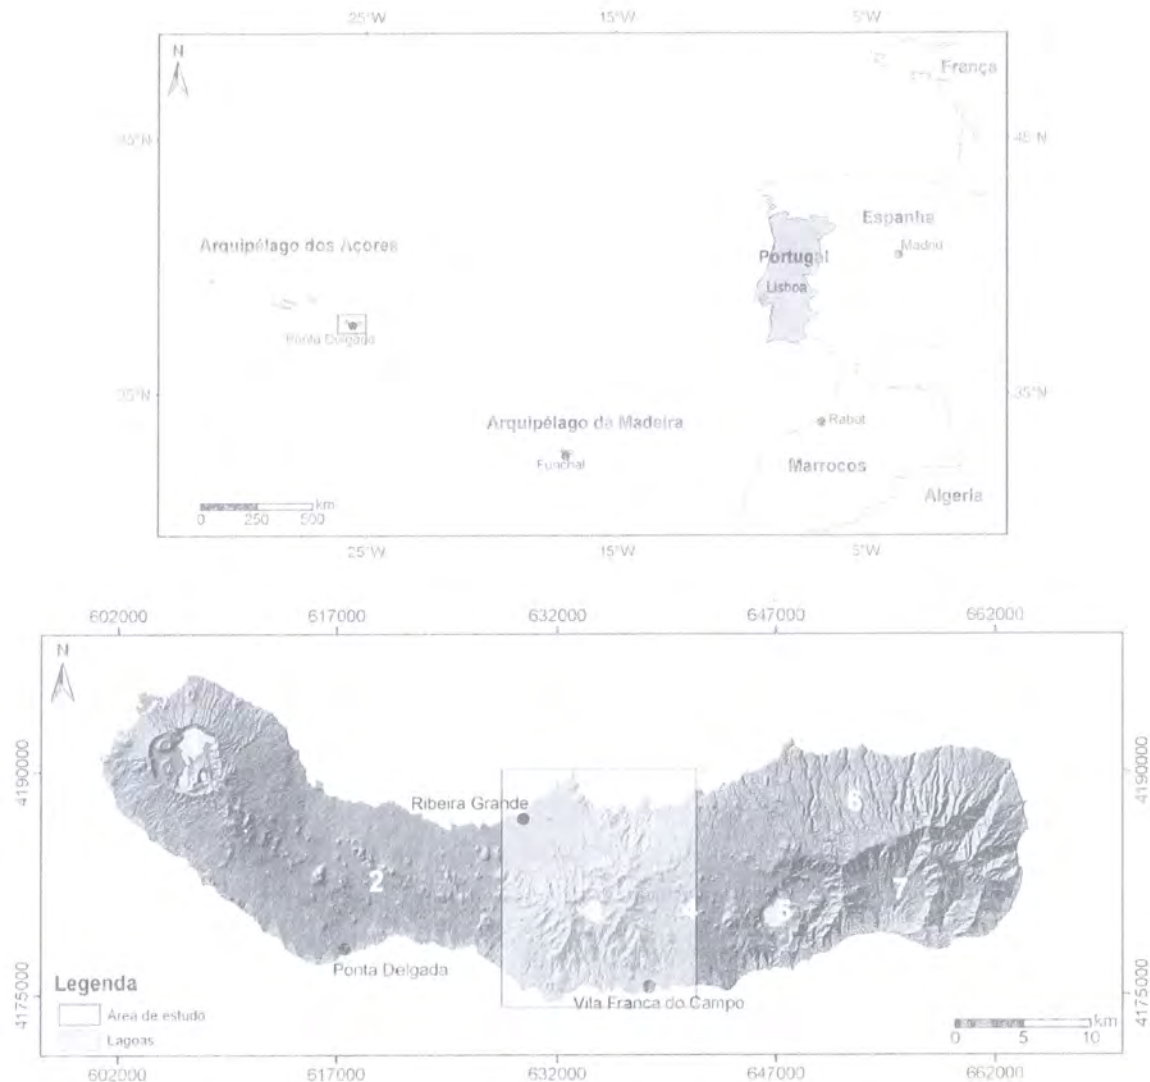 25°W 15°W 5°W
N
França
45°N 45°N
Espanha
Arquipélago dos Açores
Madrid
Portugal
Lisboa
Ponta Delgada
35°N 35°N
Arquipélago da Madeira
Rabat
Funchal
Marrocos
Algeria
km
0 250 500
25°W 15°W 5°W
602000 617000 632000 647000 662000
N
4190000 4190000
Ribeira Grande
6
2
7
5
Ponta Delgada
Legenda
Vila Franca do Campo
4175000 4175000
Área de estudo
km
Lagoas
0 5 10
602000 617000 632000 647000 662000